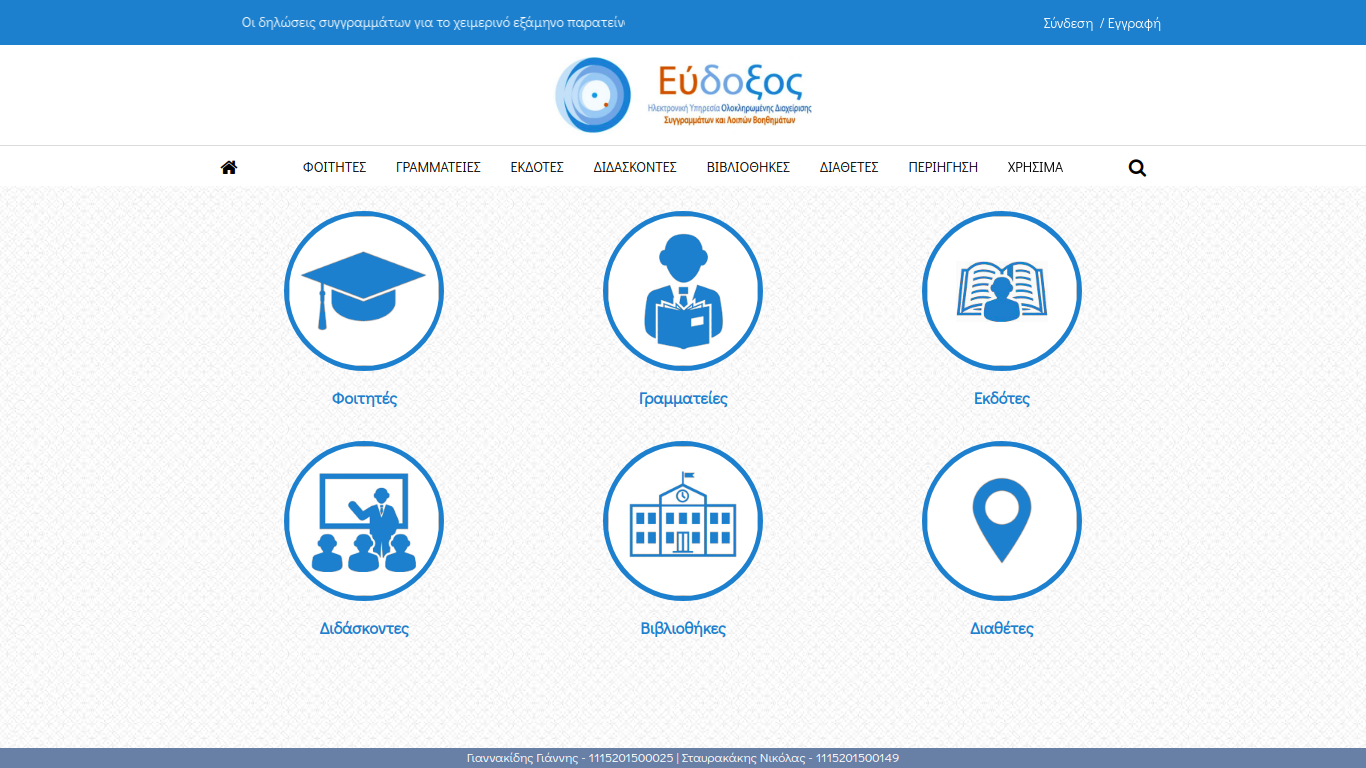 Οι δηλώσεις συγγραμμάτων για το χειμερινό εξάμηνο
Σύνδεση / Εγγραφή
Εύδοξος
Ηλεκτρονική Υπηρεσία Ολοκληρωμένης Διαχείρισης
Συγγραμμάτων και Λοιπών Βοηθημάτων
ΦΟΙΤΗΤΕΣ ΓΡΑΜΜΑΤΕΙΕΣ ΕΚΔΟΤΕΣ ΔΙΔΑΣΚΟΝΤΕΣ ΒΙΒΛΙΟΘΗΚΕΣ ΔΙΑΘΕΤΕΣ ΠΕΡΙΗΓΗΣΗ ΧΡΗΣΙΜΑ
Φοιτητές Γραμματείες Εκδότες
Διδάσκοντες Βιβλιοθήκες Διαθέτες
Γιαννακίδης Γιάννης - 1115201500025 | Σταυρακάκης Νικόλας - 1115201500149